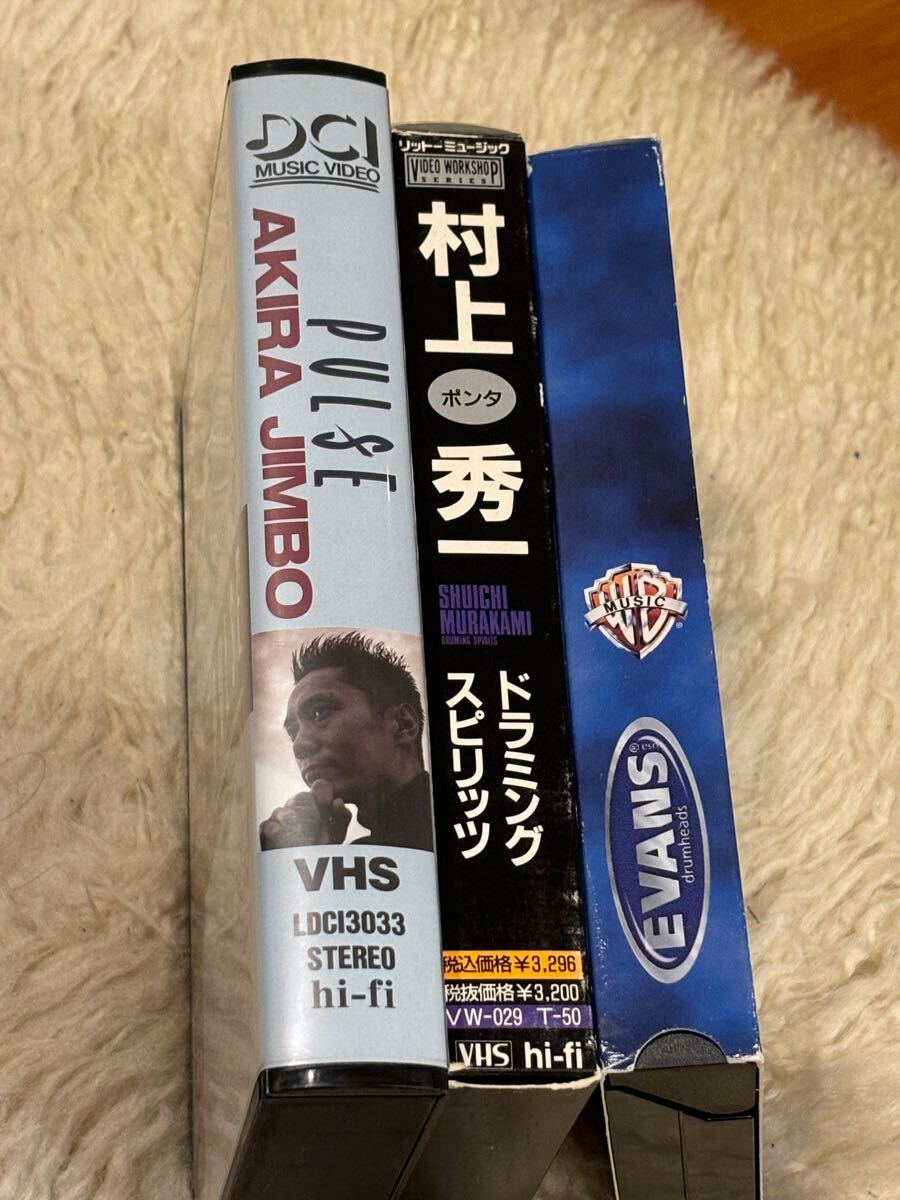 DCI
MUSIC VIDEO
AKIRA JIMBO
PULSE
VHS
LDCI3033
STEREO
hi-fi
リットーミュージック
VIDEO WORKSHOP
SERIES
村上
ポンタ
秀一
SHUICHI
MURAKAMI
DRUMING SPIRITS
ドラミング
スピリッツ
税込価格¥3,296
税抜価格¥3,200
VW-029 T-50
VHS hi-fi
WB
MUSIC
®
EVANS®
esn
drumheads